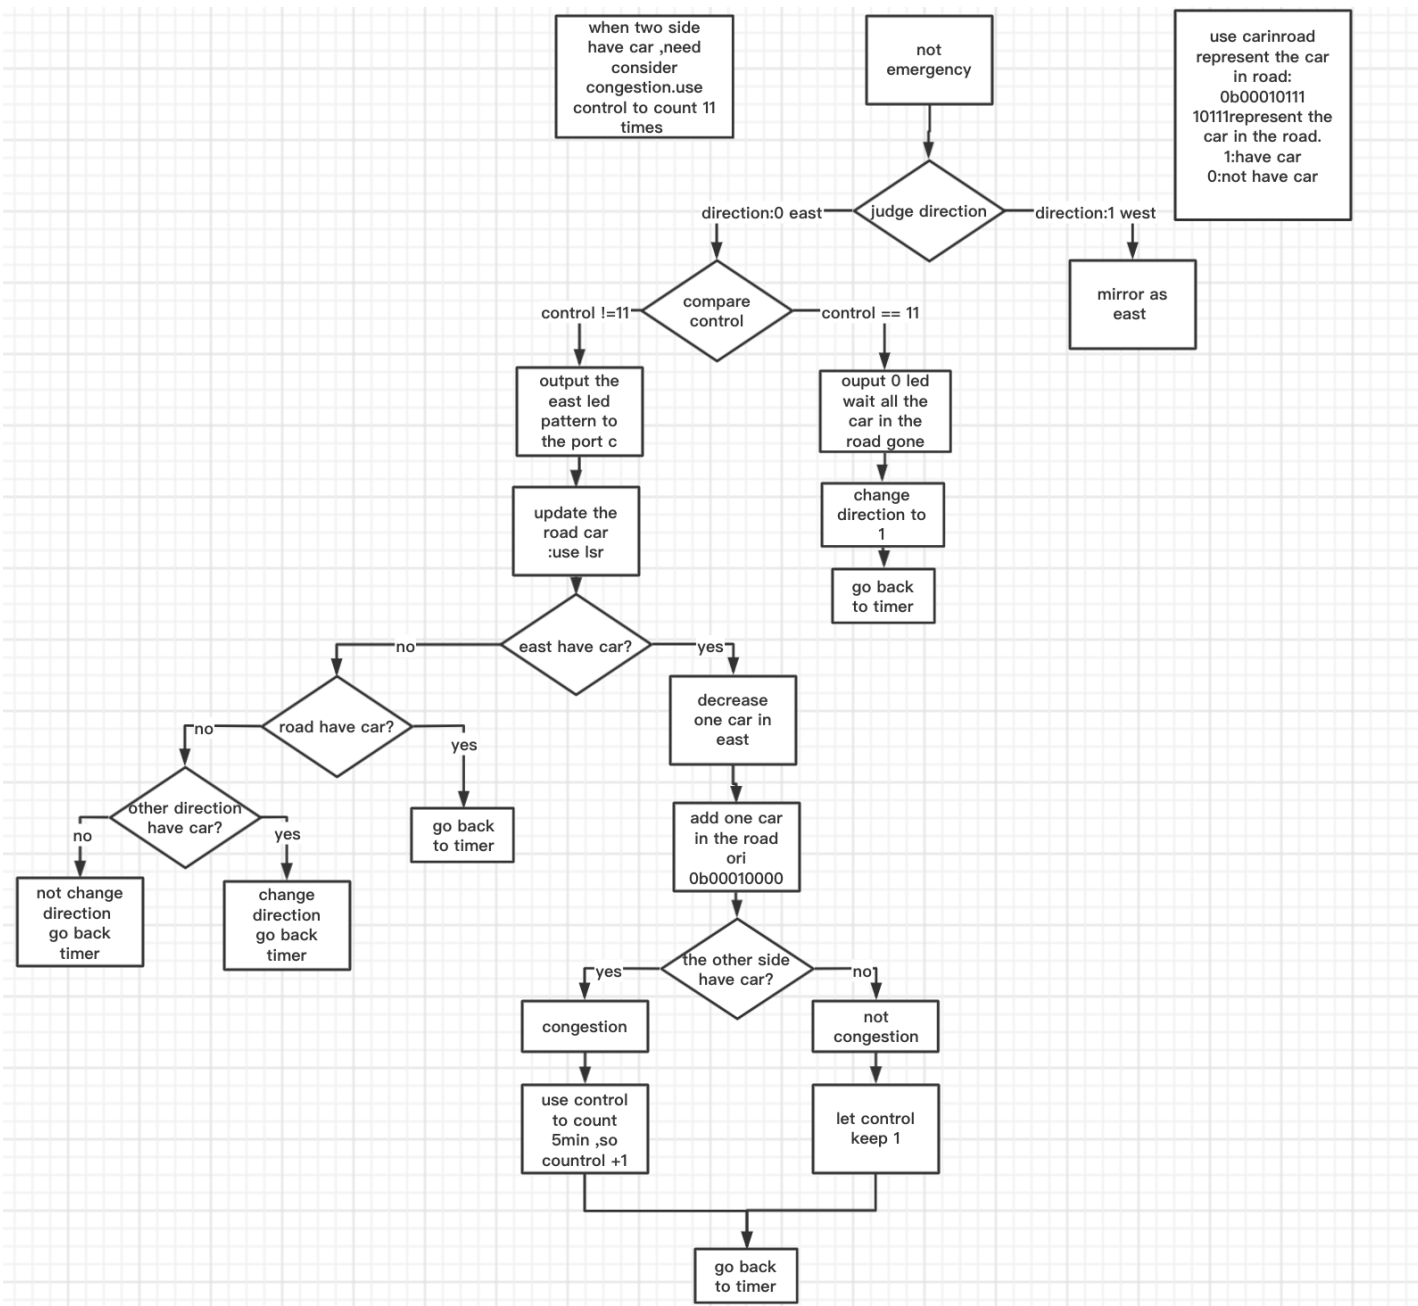 when two side
have car ,need
consider
congestion.use
control to count 11
times
not
emergency
use carinroad
represent the car
in road:
0b00010111
10111represent the
car in the road.
1:have car
0:not have car
direction:0 east
judge direction
direction:1 west
mirror as
east
control !=11
compare
control
control == 11
output the
east led
pattern to
the port c
ouput 0 led
wait all the
car in the
road gone
update the
road car
:use lsr
change
direction to
1
go back
to timer
no
east have car?
yes
no
road have car?
yes
decrease
one car in
east
no
other direction
have car?
yes
go back
to timer
add one car
in the road
ori
0b00010000
not change
direction
go back
timer
change
direction
go back
timer
yes
the other side
have car?
no
congestion
not
congestion
use control
to count
5min ,so
countrol +1
let control
keep 1
go back
to timer